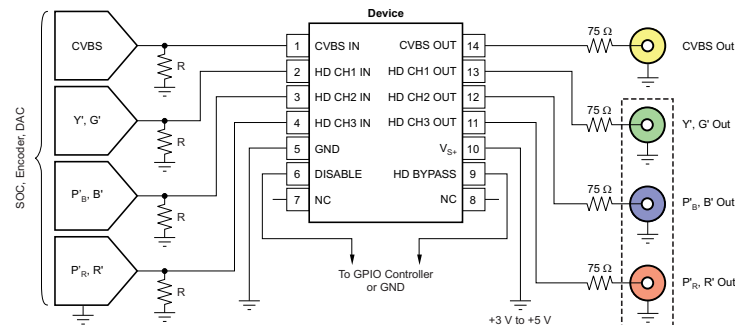 Device
CVBS
R
Y', G'
R
P'B, B'
R
P'R, R'
R
SOC, Encoder, DAC
1 CVBS IN CVBS OUT 14
2 HD CH1 IN HD CH1 OUT 13
3 HD CH2 IN HD CH2 OUT 12
4 HD CH3 IN HD CH3 OUT 11
5 GND VS+ 10
6 DISABLE HD BYPASS 9
7 NC NC 8
To GPIO Controller
or GND
+3 V to +5 V
75 Ω
CVBS Out
75 Ω
Y', G' Out
75 Ω
P'B, B' Out
75 Ω
P'R, R' Out